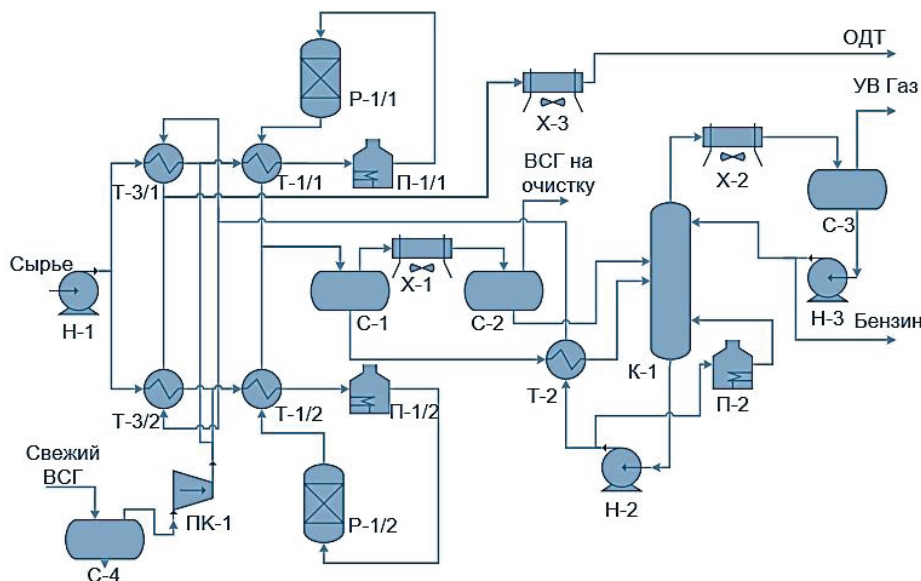 ОДТ
УВ Газ
Р-1/1
Х-3
ВСГ на
очистку
Х-2
Т-3/1
Т-1/1
П-1/1
С-3
Сырье
Н-1
Х-1
С-1
С-2
Н-3
Бензин
К-1
Т-2
П-2
Т-3/2
Т-1/2
П-1/2
Свежий
ВСГ
ПК-1
Р-1/2
Н-2
С-4